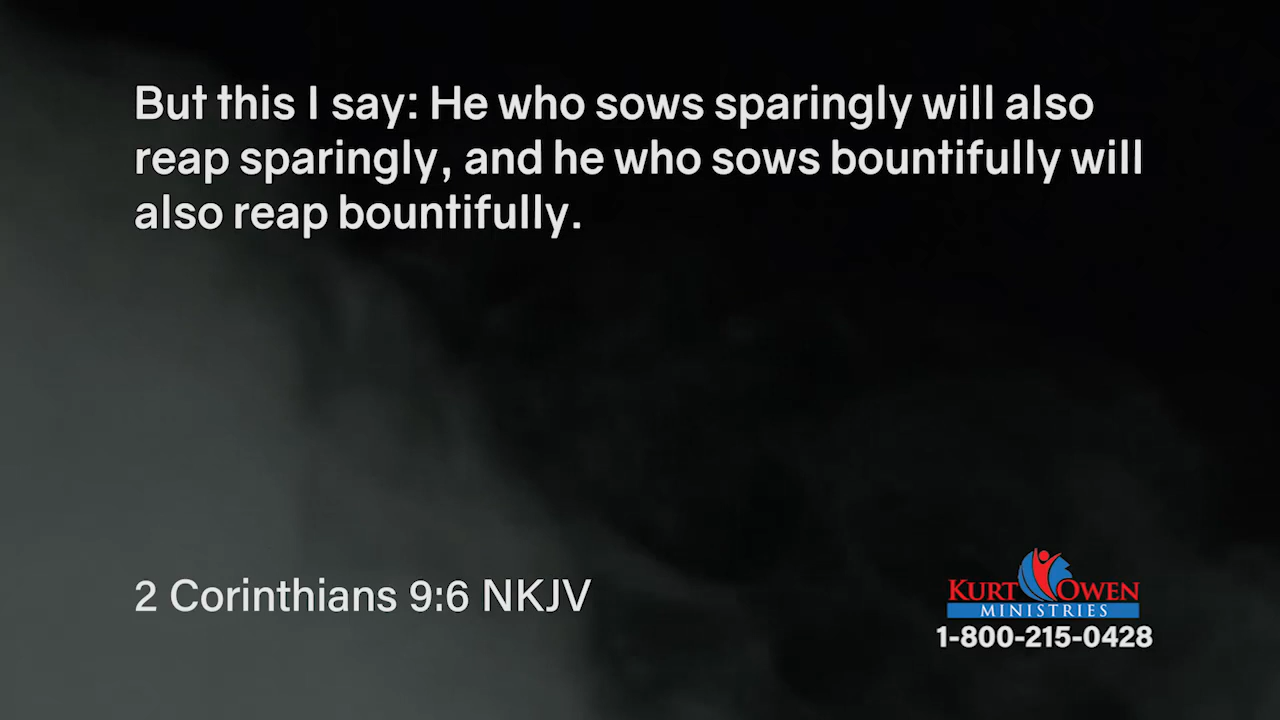 But this I say: He who sows sparingly will also
reap sparingly, and he who sows bountifully will
also reap bountifully.
2 Corinthians 9:6 NKJV
KURT OWEN
MINISTRIES
1-800-215-0428